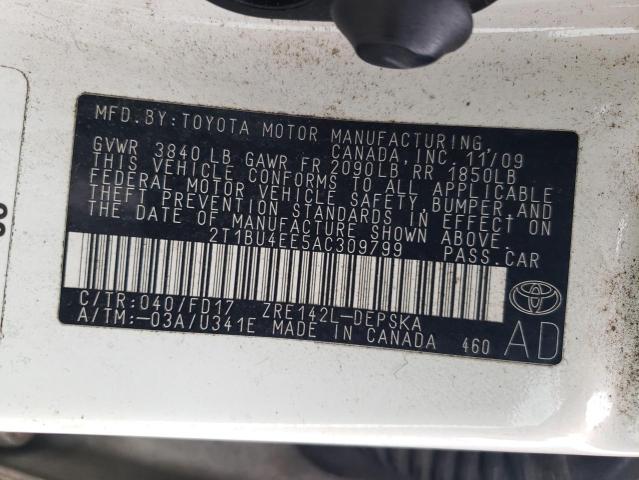 MFD. BY: TOYOTA MOTOR MANUFACTURING,
CANADA, INC. 11/09
GVWR 3840 LB GAWR FR 2090LB RR 1850LB
THIS VEHICLE CONFORMS TO ALL APPLICABLE
FEDERAL MOTOR VEHICLE SAFETY, BUMPER AND
THEFT PREVENTION STANDARDS IN EFFECT ON
THE DATE OF MANUFACTURE SHOWN ABOVE.
2T1BU4EE5AC309799 PASS.CAR
C/TR: 040/FD17 ZRE142L-DEPSKA
A/TM:-03A/U341E MADE IN CANADA 460
AD